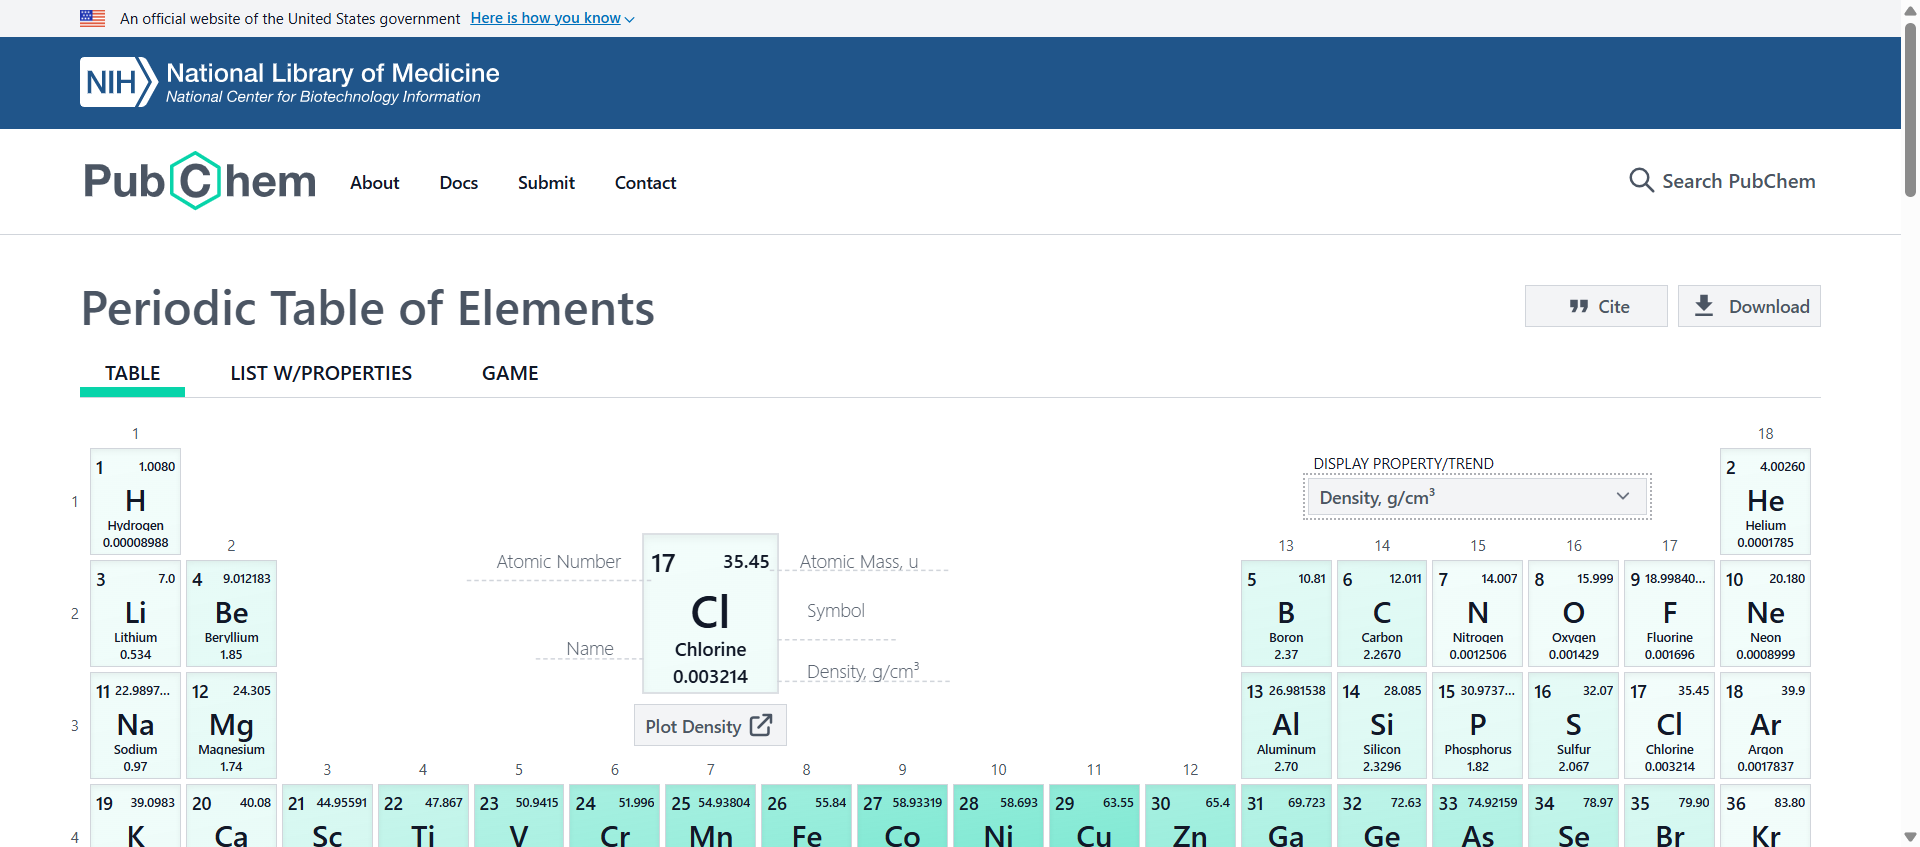 An official website of the United States government Here is how you know
NIH National Library of Medicine
National Center for Biotechnology Information
PubChem About Docs Submit Contact Search PubChem
Periodic Table of Elements
Cite Download
TABLE LIST W/PROPERTIES GAME
1 18
DISPLAY PROPERTY/TREND
Density, g/cm³
1
1 1.0080
H
Hydrogen
0.00008988
2 4.00260
He
Helium
0.0001785
2 13 14 15 16 17
Atomic Number
Name
17 35.45
Cl
Chlorine
0.003214
Atomic Mass, u
Symbol
Density, g/cm³
Plot Density
2
3 7.0
Li
Lithium
0.534
4 9.012183
Be
Beryllium
1.85
5 10.81
B
Boron
2.37
6 12.011
C
Carbon
2.2670
7 14.007
N
Nitrogen
0.0012506
8 15.999
O
Oxygen
0.001429
9 18.99840...
F
Fluorine
0.001696
10 20.180
Ne
Neon
0.0008999
3
11 22.9897...
Na
Sodium
0.97
12 24.305
Mg
Magnesium
1.74
13 26.981538
Al
Aluminum
2.70
14 28.085
Si
Silicon
2.3296
15 30.9737...
P
Phosphorus
1.82
16 32.07
S
Sulfur
2.067
17 35.45
Cl
Chlorine
0.003214
18 39.9
Ar
Argon
0.0017837
3 4 5 6 7 8 9 10 11 12
4
19 39.0983
K
20 40.08
Ca
21 44.95591
Sc
22 47.867
Ti
23 50.9415
V
24 51.996
Cr
25 54.93804
Mn
26 55.84
Fe
27 58.93319
Co
28 58.693
Ni
29 63.55
Cu
30 65.4
Zn
31 69.723
Ga
32 72.63
Ge
33 74.92159
As
34 78.97
Se
35 79.90
Br
36 83.80
Kr